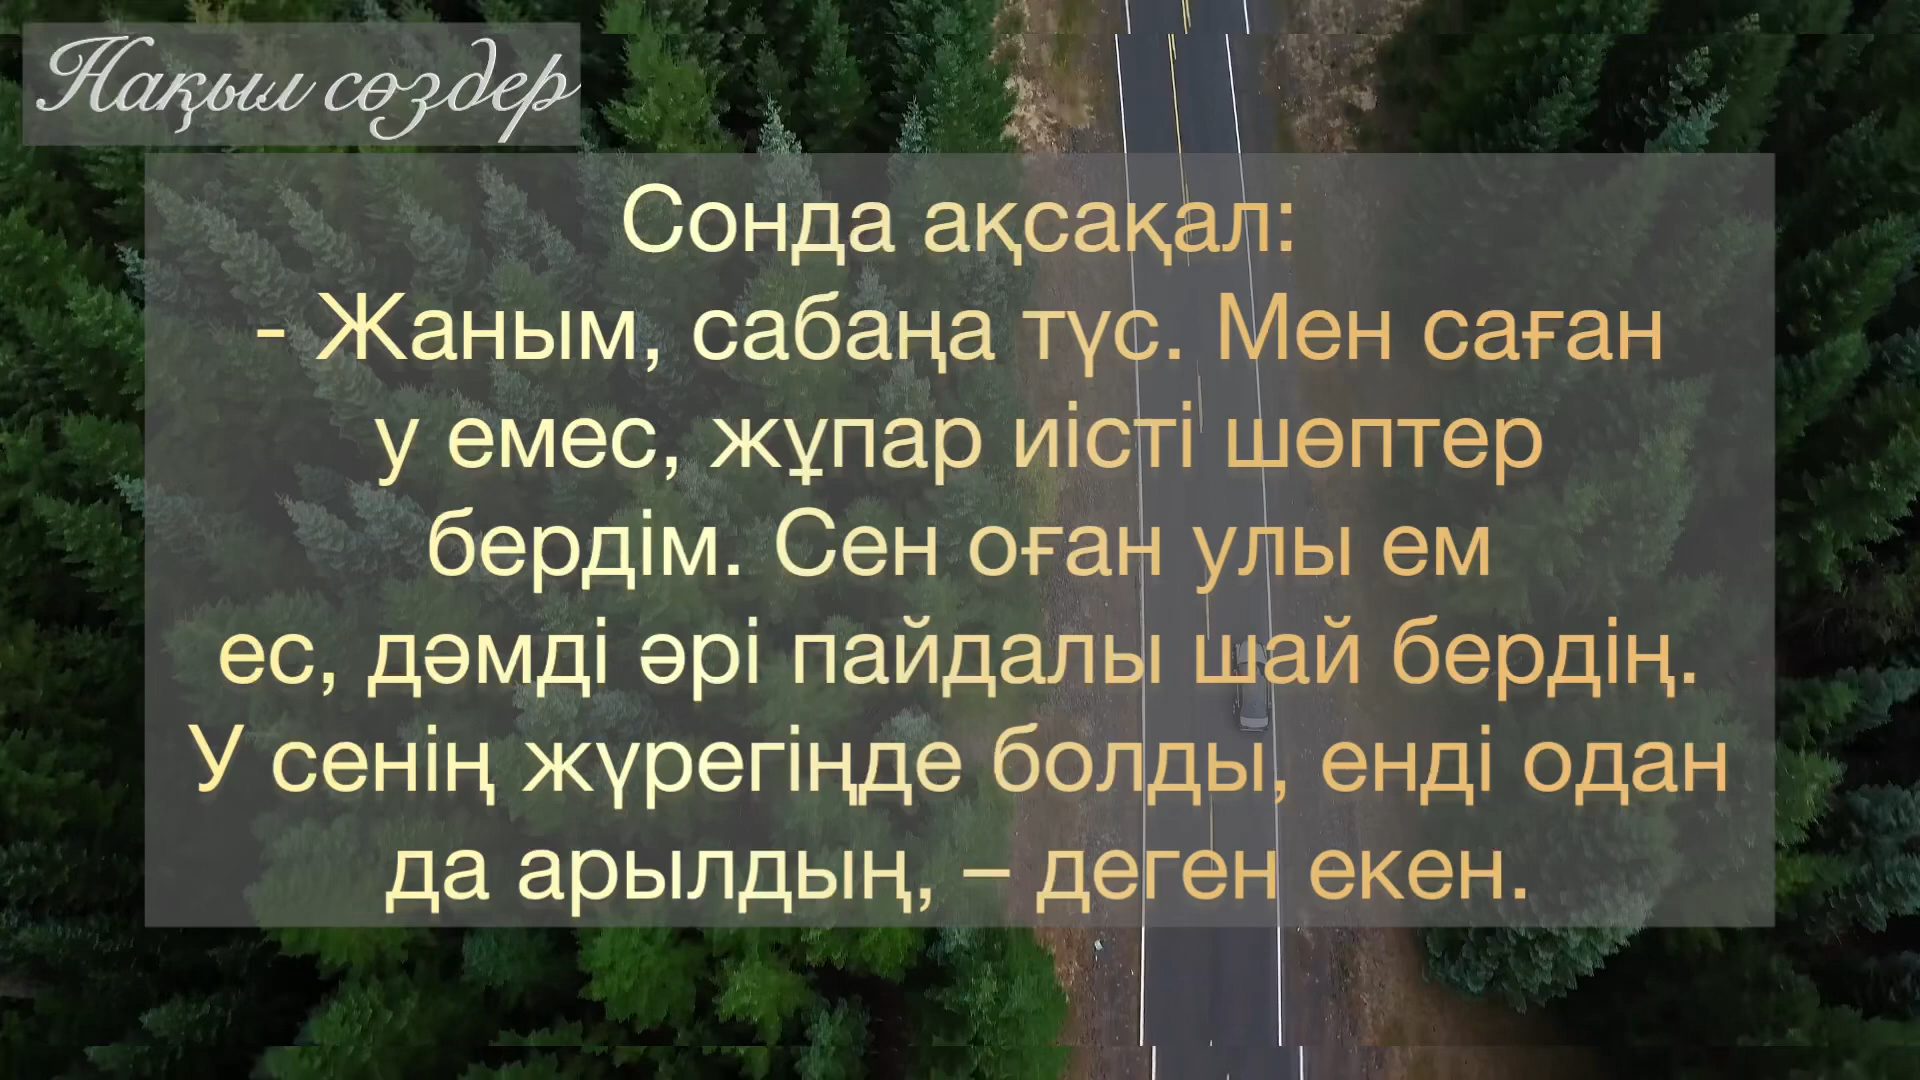 Нақыл сөздер
Сонда ақсақал:
- Жаным, сабаңа түс. Мен саған
у емес, жұпар иісті шөптер
бердім. Сен оған улы ем
ес, дәмді әрі пайдалы шай бердің.
У сенің жүрегіңде болды, енді одан
да арылдың, – деген екен.